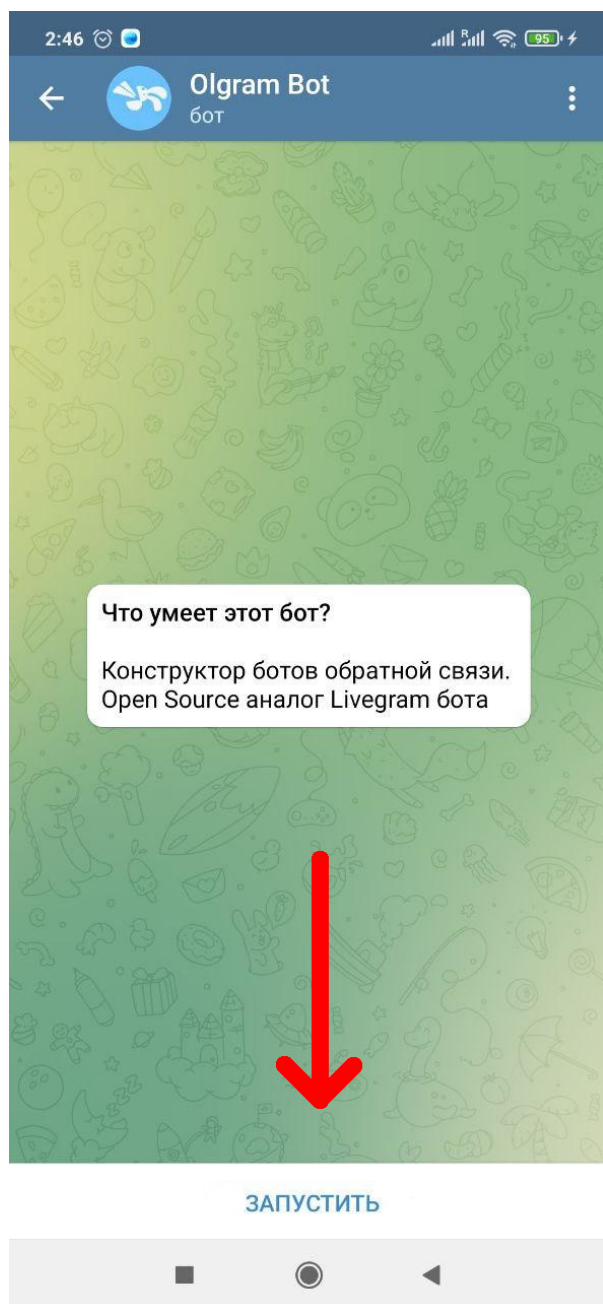 2:46
R
95
Olgram Bot
бот
Что умеет этот бот?
Конструктор ботов обратной связи.
Open Source аналог Livegram бота
ЗАПУСТИТЬ